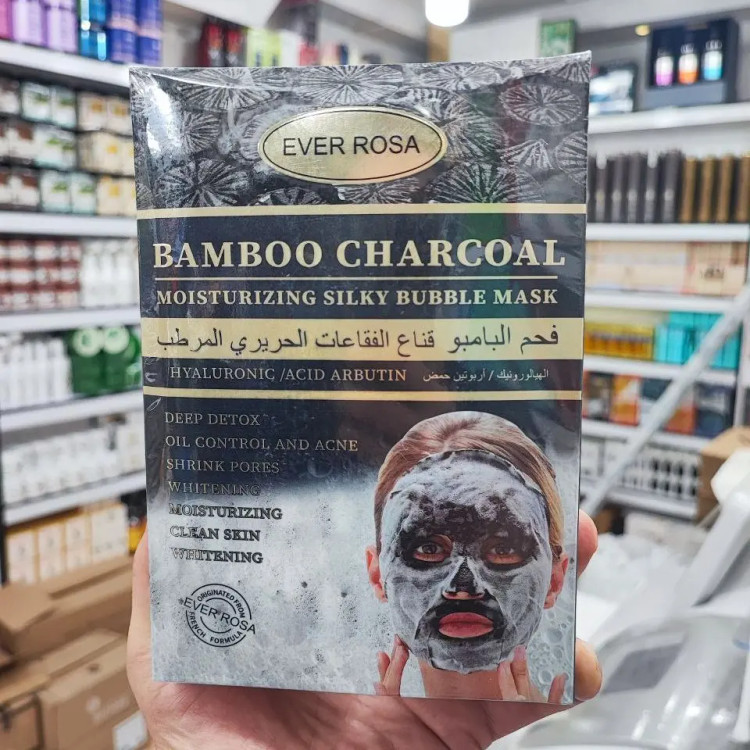 EVER ROSA
BAMBOO CHARCOAL
MOISTURIZING SILKY BUBBLE MASK
فحم البامبو قناع الفقاعات الحريري المرطب
HYALURONIC /ACID ARBUTIN الهيالورونيك / أربوتين حمض
DEEP DETOX
OIL CONTROL AND ACNE
SHRINK PORES
WHITENING
MOISTURIZING
CLEAN SKIN
WHITENING
ORIGINATED FROM
EVER ROSA
FRENCH FORMULA